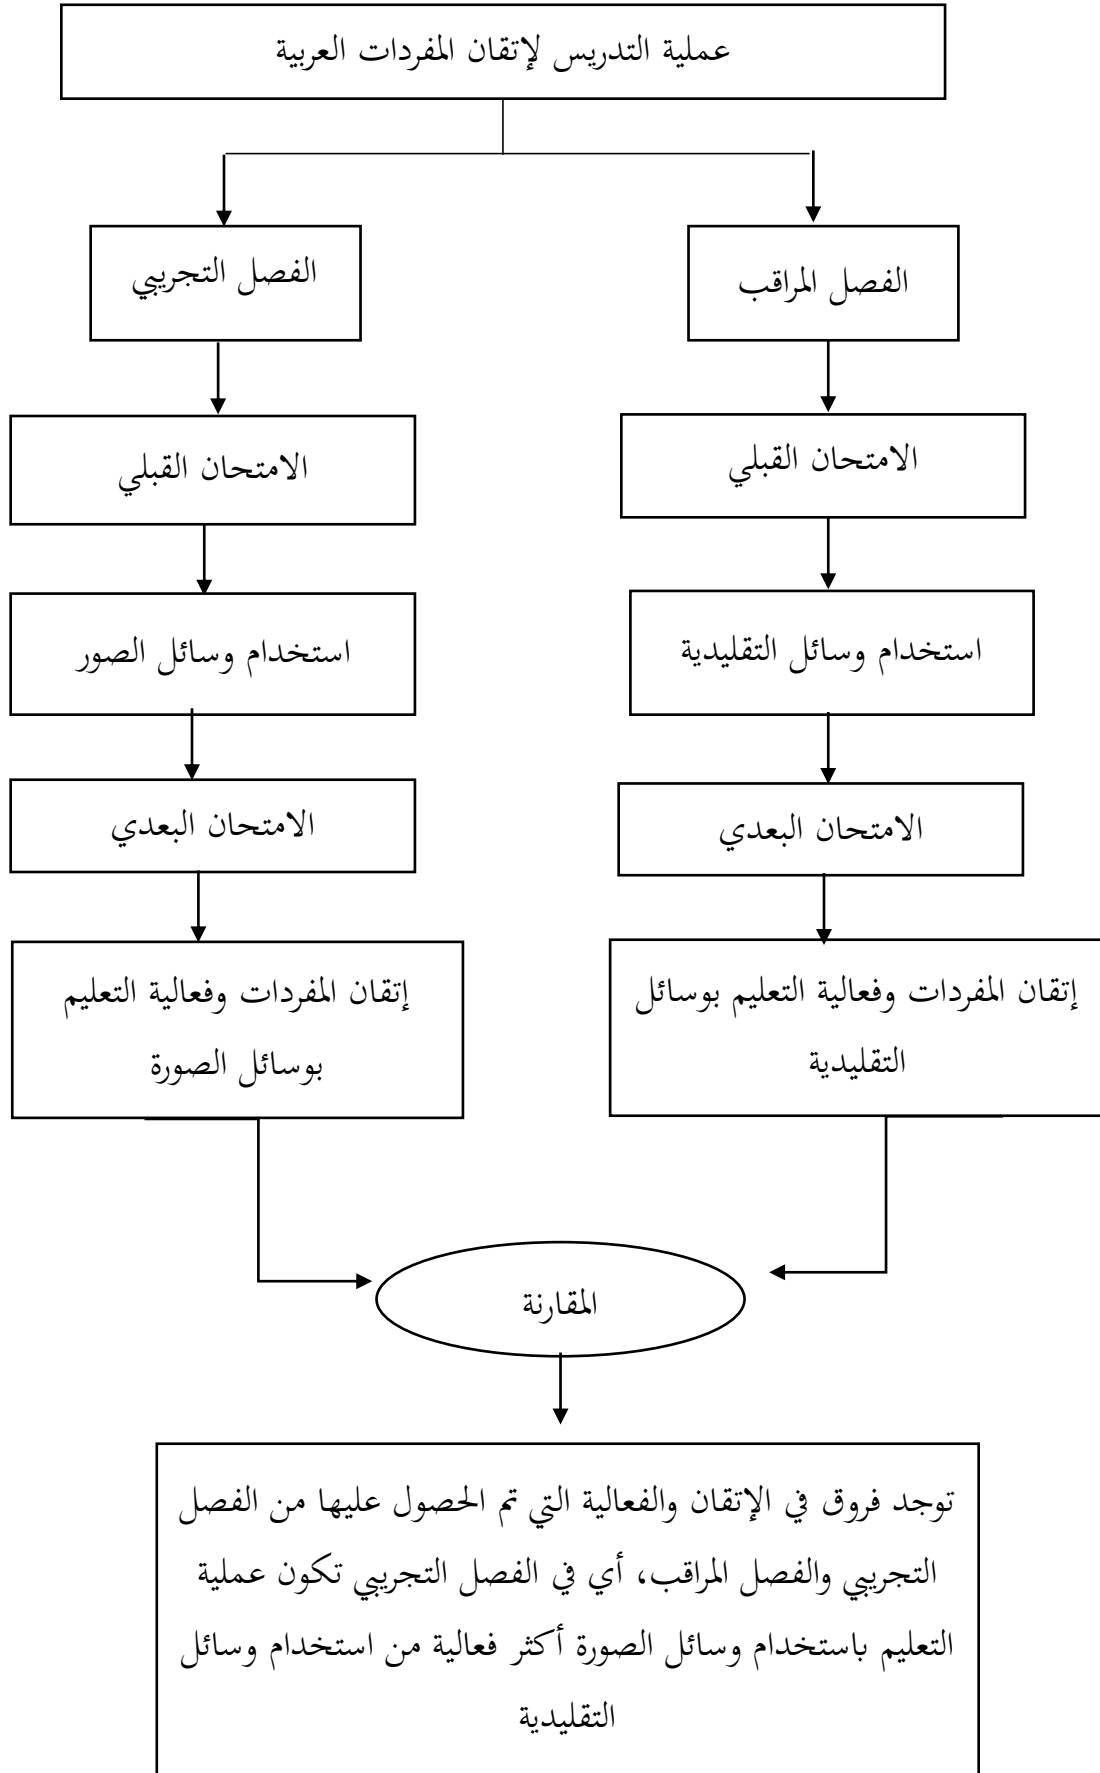 عملية التدريس لإتقان المفردات العربية
الفصل المراقب
الفصل التجريبي
الامتحان القبلي
الامتحان القبلي
استخدام وسائل التقليدية
استخدام وسائل الصور
الامتحان البعدي
الامتحان البعدي
إتقان المفردات وفعالية التعليم بوسائل
التقليدية
إتقان المفردات وفعالية التعليم
بوسائل الصورة
المقارنة
توجد فروق في الإتقان والفعالية التي تم الحصول عليها من الفصل
التجريبي والفصل المراقب، أي في الفصل التجريبي تكون عملية
التعليم باستخدام وسائل الصورة أكثر فعالية من استخدام وسائل
التقليدية